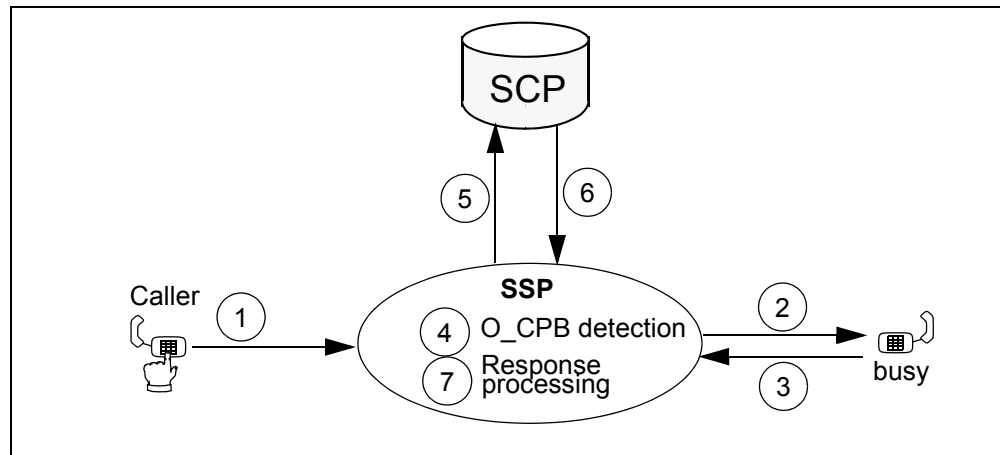 SCP
5
6
SSP
Caller
1
2
4 O_CPB detection
7 Response
processing
3
busy